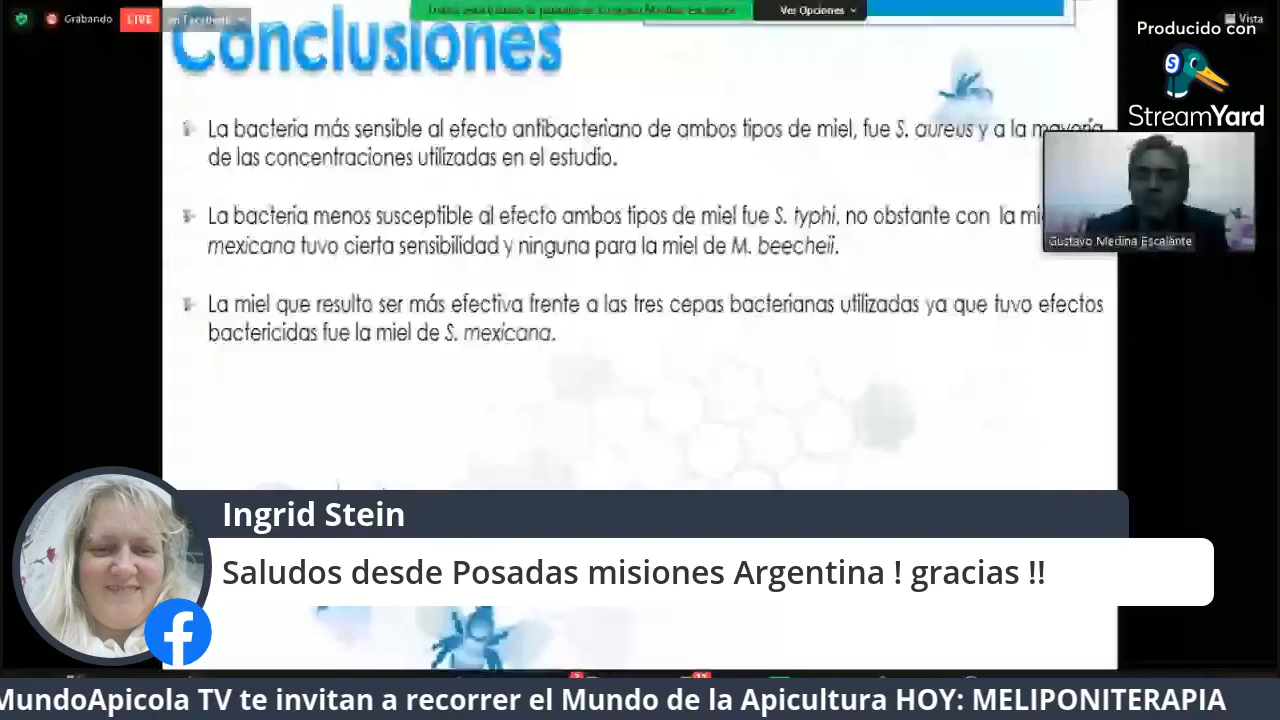 Grabando
LIVE
en Facebook
Ver Opciones
Vista
Producido con
StreamYard
Conclusiones
La bacteria más sensible al efecto antibacteriano de ambos tipos de miel, fue S. aureus y a la mayoría
de las concentraciones utilizadas en el estudio.
La bacteria menos susceptible al efecto ambos tipos de miel fue S. typhi, no obstante con la
mexicana tuvo cierta sensibilidad y ninguna para la miel de M. beecheii.
La miel que resulto ser más efectiva frente a las tres cepas bacterianas utilizadas ya que tuvo efectos
bactericidas fue la miel de S. mexicana.
Gustavo Medina Escalante
Ingrid Stein
Saludos desde Posadas misiones Argentina ! gracias !!
MundoApicola TV te invitan a recorrer el Mundo de la Apicultura HOY: MELIPONITERAPIA